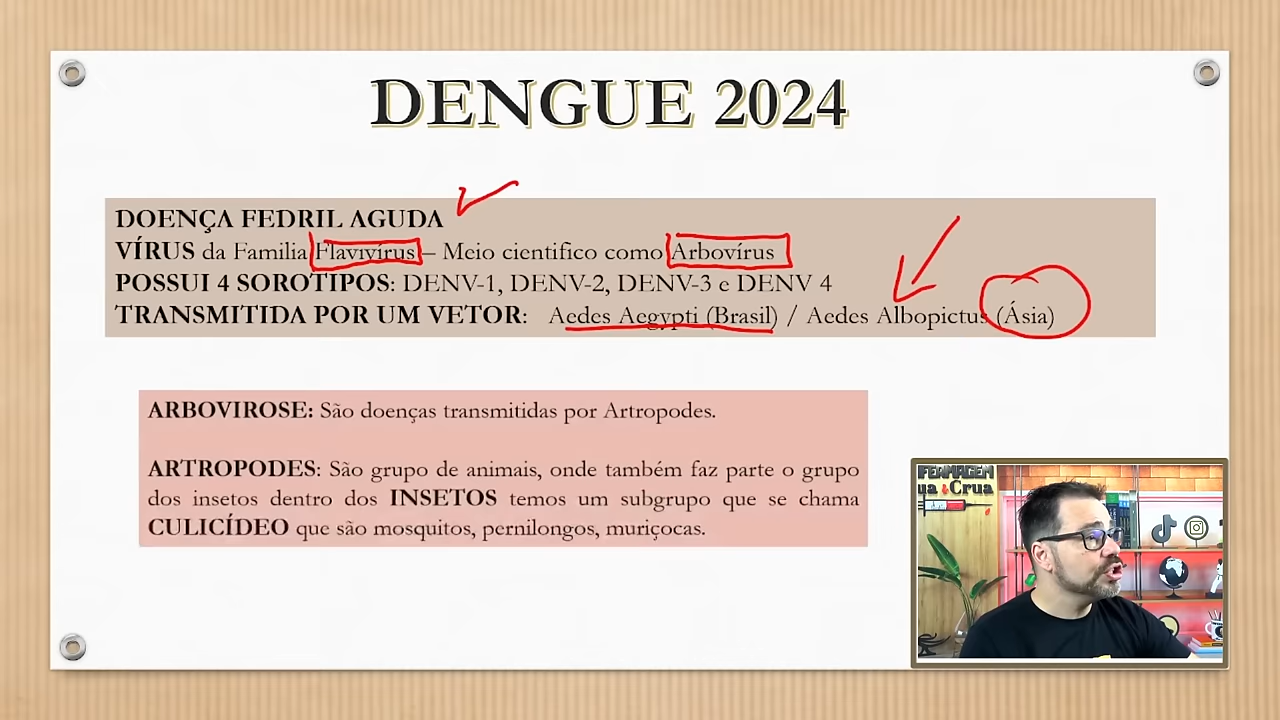 DENGUE 2024
DOENÇA FEDRIL AGUDA
VÍRUS da Familia Flavivírus – Meio cientifico como Arbovírus
POSSUI 4 SOROTIPOS: DENV-1, DENV-2, DENV-3 e DENV 4
TRANSMITIDA POR UM VETOR: Aedes Aegypti (Brasil) / Aedes Albopictus (Ásia)
ARBOVIROSE: São doenças transmitidas por Artropodes.
ARTROPODES: São grupo de animais, onde também faz parte o grupo
dos insetos dentro dos INSETOS temos um subgrupo que se chama
CULICÍDEO que são mosquitos, pernilongos, muriçocas.
FERMAGEM
ua & Crua